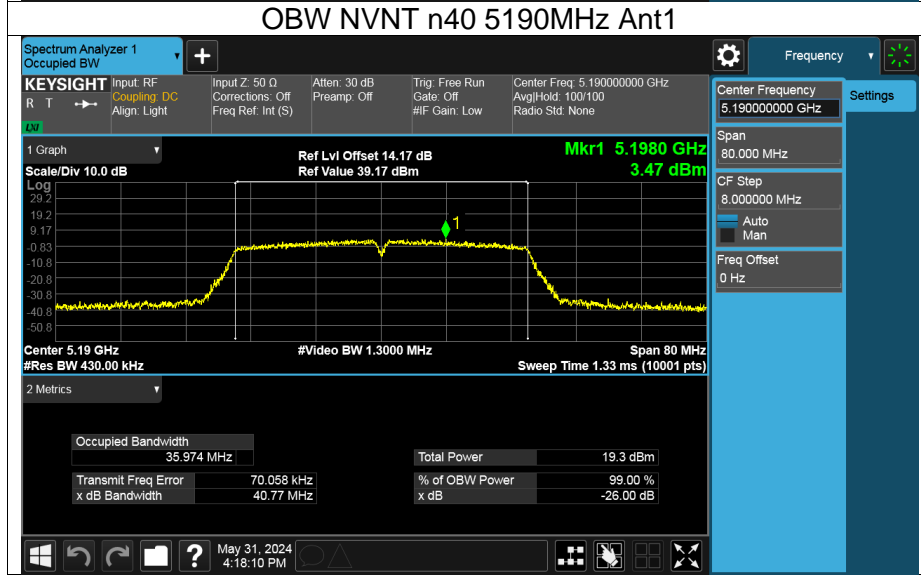 OBW NVNT n40 5190MHz Ant1
Spectrum Analyzer 1
Occupied BW
+
Frequency
KEYSIGHT
R T
LXI
Input: RF
Coupling: DC
Align: Light
Input Z: 50 Ω
Corrections: Off
Freq Ref: Int (S)
Atten: 30 dB
Preamp: Off
Trig: Free Run
Gate: Off
#IF Gain: Low
Center Freq: 5.190000000 GHz
Avg|Hold: 100/100
Radio Std: None
Center Frequency
5.190000000 GHz
Settings
Span
80.000 MHz
CF Step
8.000000 MHz
Auto
Man
Freq Offset
0 Hz
1 Graph
Scale/Div 10.0 dB
Ref Lvl Offset 14.17 dB
Ref Value 39.17 dBm
Mkr1 5.1980 GHz
3.47 dBm
Log
29.2
19.2
9.17
-0.83
-10.8
-20.8
-30.8
-40.8
-50.8
1
Center 5.19 GHz
#Video BW 1.3000 MHz
Span 80 MHz
#Res BW 430.00 kHz
Sweep Time 1.33 ms (10001 pts)
2 Metrics
Occupied Bandwidth
35.974 MHz
Total Power 19.3 dBm
Transmit Freq Error 70.058 kHz
% of OBW Power 99.00 %
x dB Bandwidth 40.77 MHz
x dB -26.00 dB
?
May 31, 2024
4:18:10 PM